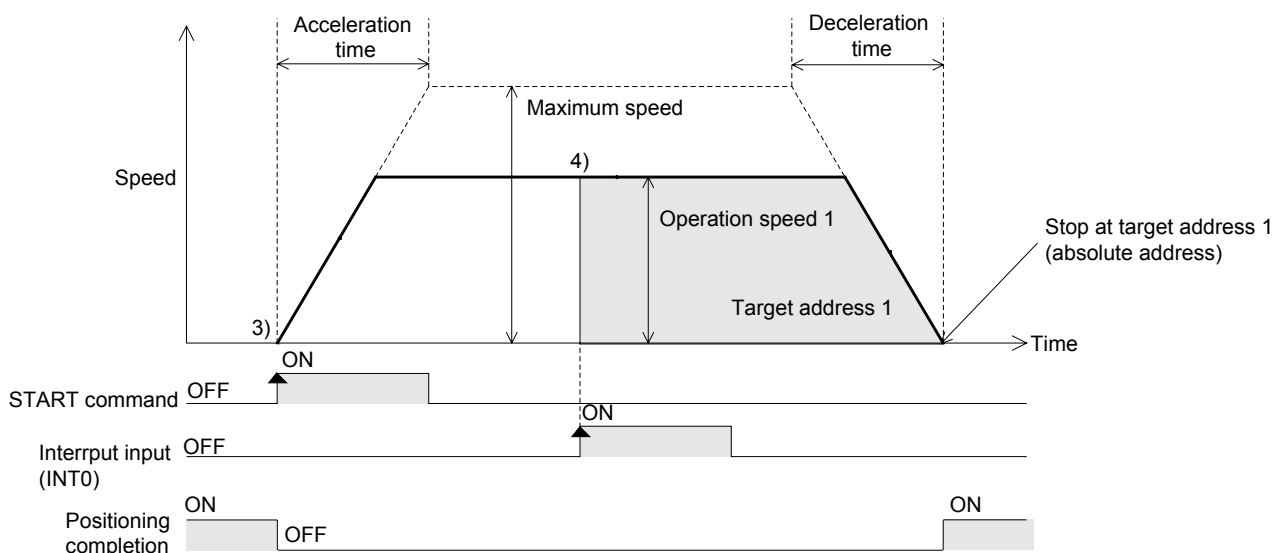 Acceleration
time
Deceleration
time
Maximum speed
4)
Speed
Operation speed 1
Stop at target address 1
(absolute address)
Target address 1
3)
Time
ON
START command
OFF
ON
Interrput input
(INT0)
OFF
ON
ON
Positioning
completion
OFF